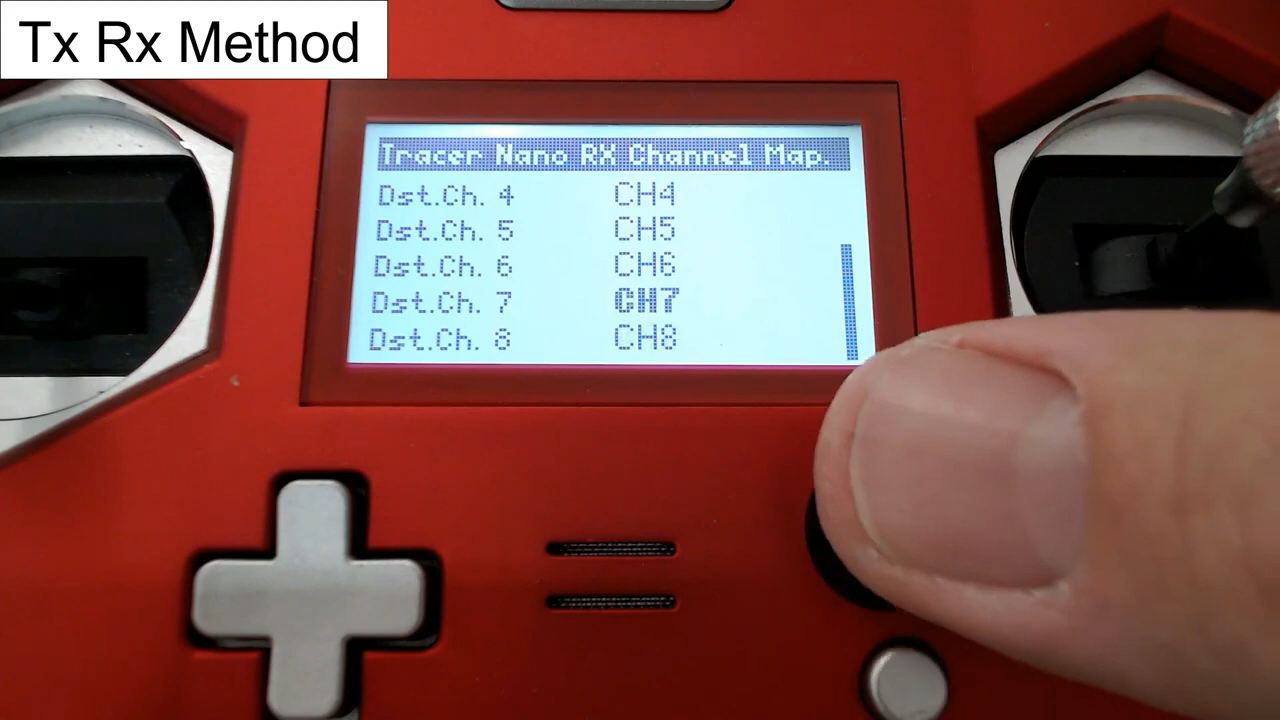 Tx Rx Method
Tracer Nano RX Channel Map.
Dst.Ch. 4 CH4
Dst.Ch. 5 CH5
Dst.Ch. 6 CH6
Dst.Ch. 7 CH7
Dst.Ch. 8 CH8